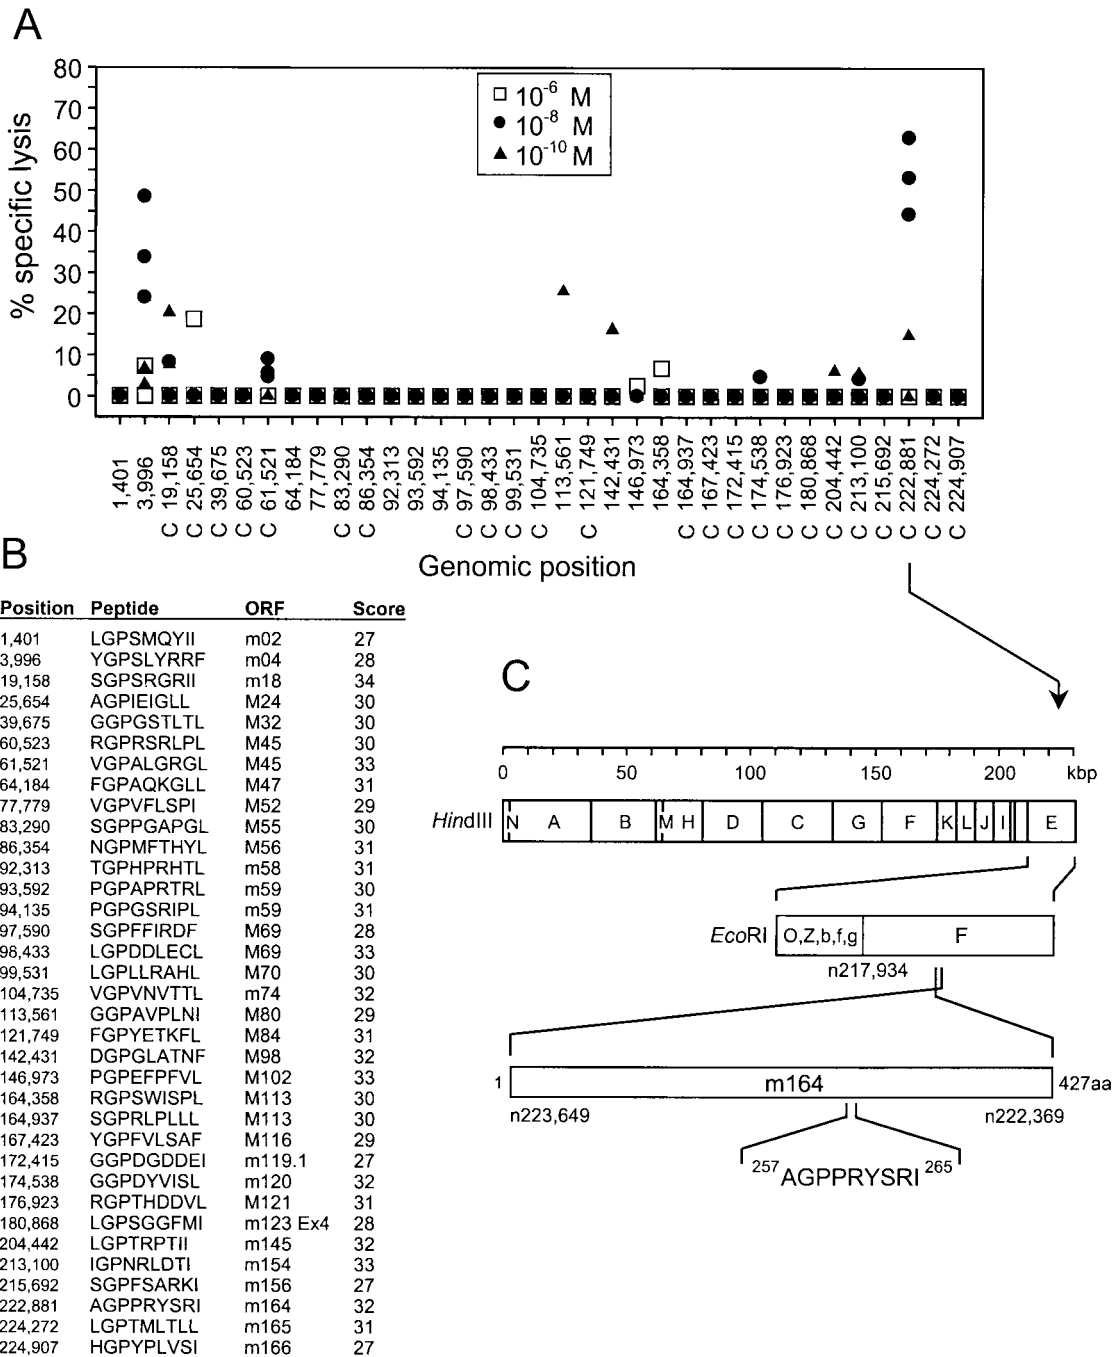 A
80
70
60
50
40
30
20
10
0
% specific lysis
10-6 M
10-8 M
10-10 M
1,401
3,996
C 19,158
C 25,654
C 39,675
C 60,523
C 61,521
64,184
77,779
C 83,290
C 86,354
92,313
93,592
94,135
C 97,590
C 98,433
C 99,531
C 104,735
113,561
C 121,749
142,431
146,973
164,358
C 164,937
C 167,423
C 172,415
C 174,538
C 176,923
C 180,868
C 204,442
C 213,100
C 215,692
C 222,881
C 224,272
C 224,907
Genomic position
B
Position Peptide ORF Score
1,401 LGPSMQYII m02 27
3,996 YGPSLYRRF m04 28
19,158 SGPSRGRII m18 34
25,654 AGPIEIGLL M24 30
39,675 GGPGSTLTL M32 30
60,523 RGPRSRLPL M45 30
61,521 VGPALGRGL M45 33
64,184 FGPAQKGLL M47 31
77,779 VGPVFLSPI M52 29
83,290 SGPPGAPGL M55 30
86,354 NGPMFTHYL M56 31
92,313 TGPHPRHTL m58 31
93,592 PGPAPRTRL m59 30
94,135 PGPGSRIPL m59 31
97,590 SGPFFIRDF M69 28
98,433 LGPDDLECL M69 33
99,531 LGPLLRAHL M70 30
104,735 VGPVNVTTL m74 32
113,561 GGPAVPLNI M80 29
121,749 FGPYETKFL M84 31
142,431 DGPGLATNF M98 32
146,973 PGPEFPFVL M102 33
164,358 RGPSWISPL M113 30
164,937 SGPRLPLLL M113 30
167,423 YGPFVLSAF M116 29
172,415 GGPDGDDEI m119.1 27
174,538 GGPDYVISL m120 32
176,923 RGPTHDDVL M121 31
180,868 LGPSGGFMI m123 Ex4 28
204,442 LGPTRPTII m145 32
213,100 IGPNRLDTI m154 33
215,692 SGPFSARKI m156 27
222,881 AGPPRYSRI m164 32
224,272 LGPTMLTLL m165 31
224,907 HGPYPLVSI m166 27
C
0 50 100 150 200 kbp
HindIII N A B M H D C G F K L J I E
EcoRI O,Z,b,f,g F
n217,934
1 m164 427aa
n223,649 n222,369
257AGPPRYSRI265